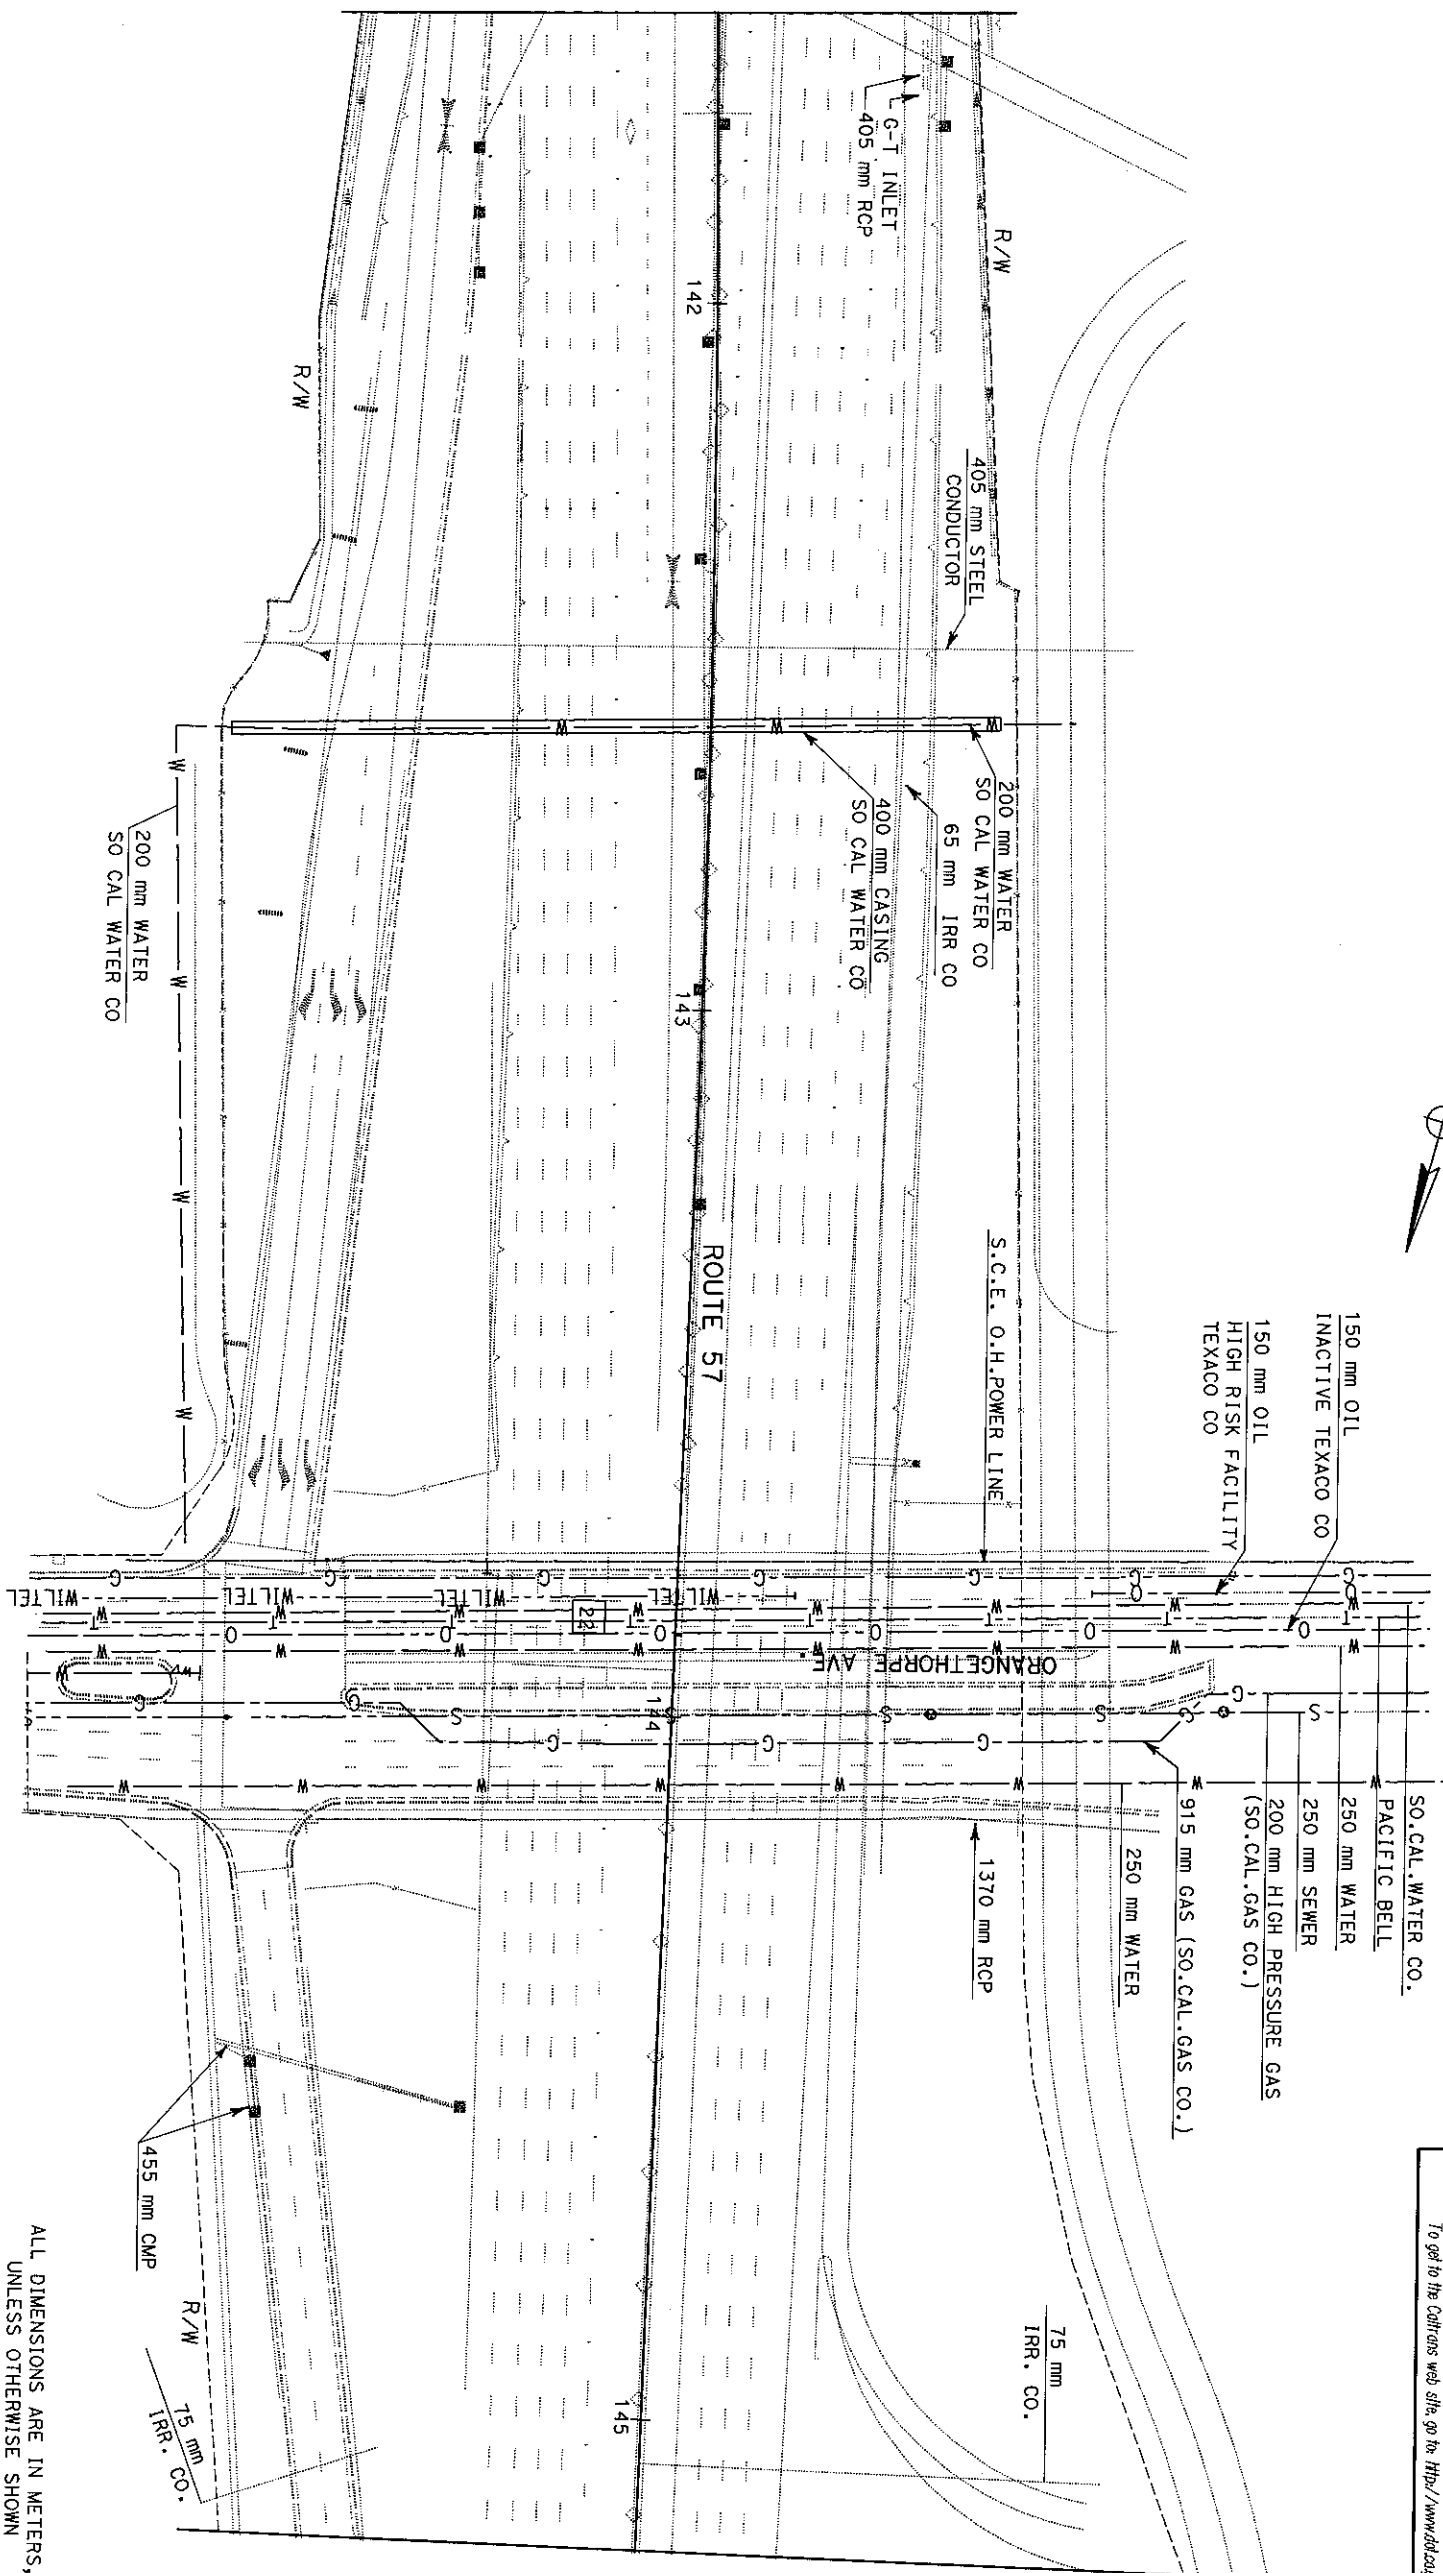 To get to the Caltrans web site, go to: http://www.dot.ca.
R/W
G-T INLET
405 mm RCP
142
R/W
405 mm STEEL
CONDUCTOR
200 mm WATER
SO CAL WATER CO
65 mm IRR CO
400 mm CASING
SO CAL WATER CO
W
W
W
143
200 mm WATER
SO CAL WATER CO
W
W
W
W
ROUTE 57
S.C.E. O.H.POWER LINE
150 mm OIL
INACTIVE TEXACO CO
150 mm OIL
HIGH RISK FACILITY
TEXACO CO
G G G G G G G
WILTEL WILTEL WILTEL WILTEL
O O
W W W W W W W W
T T T T T T T T
O O O O O O
W W W W W W W W
22
ORANGETHORPE AVE.
W W
G G G G G G G
S S S S S
144
W W W W W W W W
SO.CAL.WATER CO.
PACIFIC BELL
250 mm WATER
250 mm SEWER
200 mm HIGH PRESSURE GAS
(SO.CAL.GAS CO.)
915 mm GAS (SO.CAL.GAS CO.)
250 mm WATER
1370 mm RCP
455 mm CMP
R/W
75 mm
IRR. CO.
75 mm
IRR. CO.
145
ALL DIMENSIONS ARE IN METERS,
UNLESS OTHERWISE SHOWN